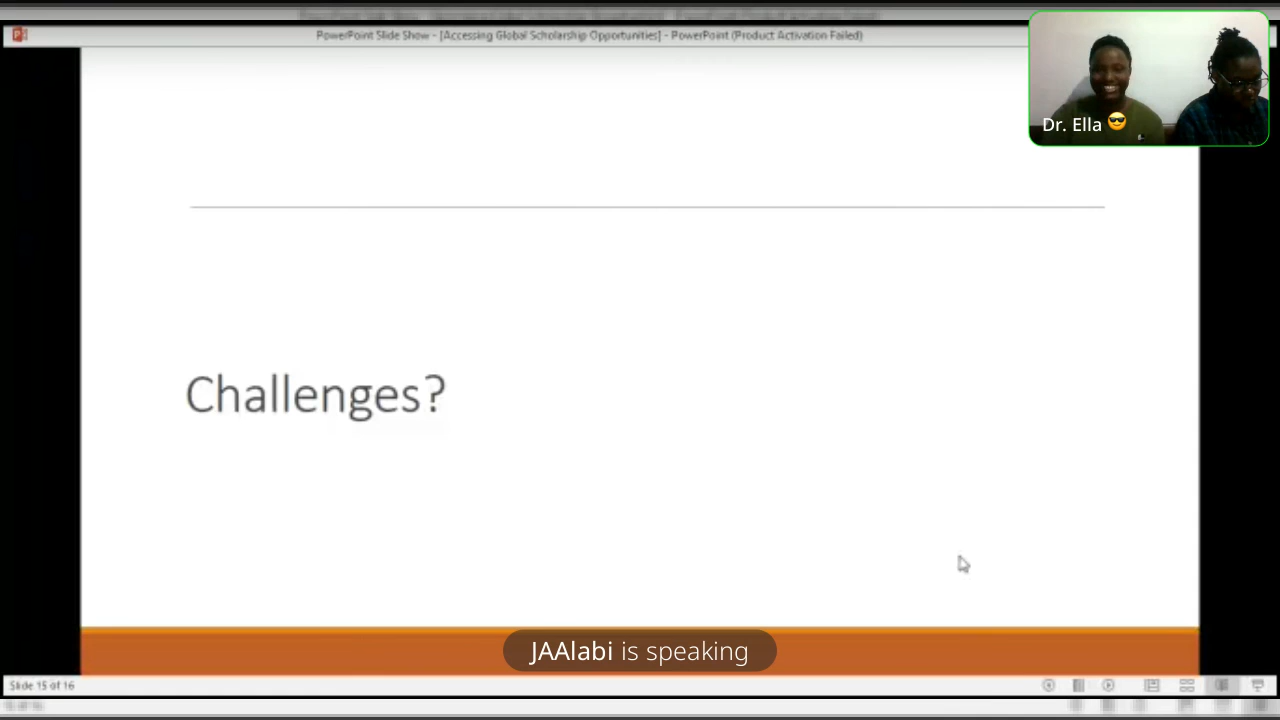 PowerPoint Slide Show - [Accessing Global Scholarship Opportunities] - PowerPoint (Product Activation Failed)
Dr. Ella 😎
Challenges?
JAAlabi is speaking
Slide 15 of 16